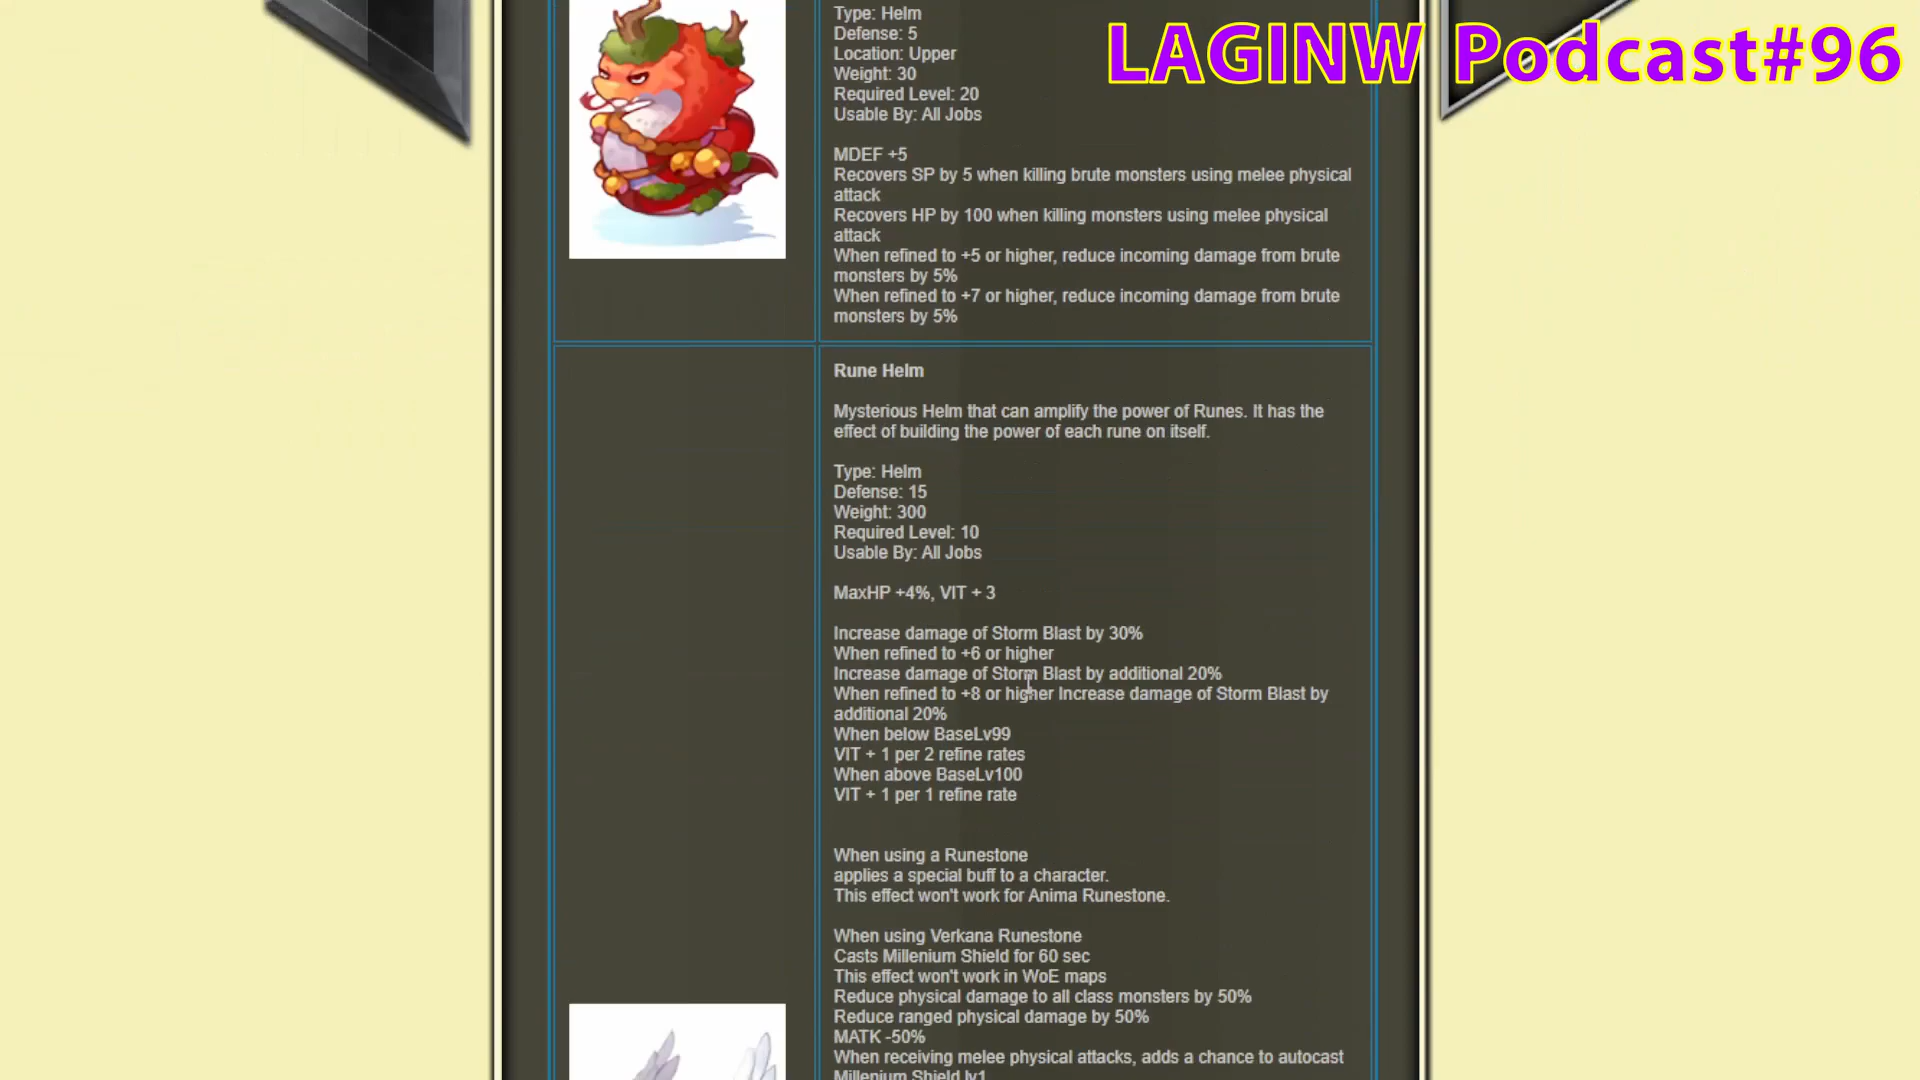 LAGINW Podcast#96
Type: Helm
Defense: 5
Location: Upper
Weight: 30
Required Level: 20
Usable By: All Jobs
MDEF +5
Recovers SP by 5 when killing brute monsters using melee physical
attack
Recovers HP by 100 when killing monsters using melee physical
attack
When refined to +5 or higher, reduce incoming damage from brute
monsters by 5%
When refined to +7 or higher, reduce incoming damage from brute
monsters by 5%
Rune Helm
Mysterious Helm that can amplify the power of Runes. It has the
effect of building the power of each rune on itself.
Type: Helm
Defense: 15
Weight: 300
Required Level: 10
Usable By: All Jobs
MaxHP +4%, VIT + 3
Increase damage of Storm Blast by 30%
When refined to +6 or higher
Increase damage of Storm Blast by additional 20%
When refined to +8 or higher Increase damage of Storm Blast by
additional 20%
When below BaseLv99
VIT + 1 per 2 refine rates
When above BaseLv100
VIT + 1 per 1 refine rate
When using a Runestone
applies a special buff to a character.
This effect won't work for Anima Runestone.
When using Verkana Runestone
Casts Millenium Shield for 60 sec
This effect won't work in WoE maps
Reduce physical damage to all class monsters by 50%
Reduce ranged physical damage by 50%
MATK -50%
When receiving melee physical attacks, adds a chance to autocast
Millenium Shield lv1